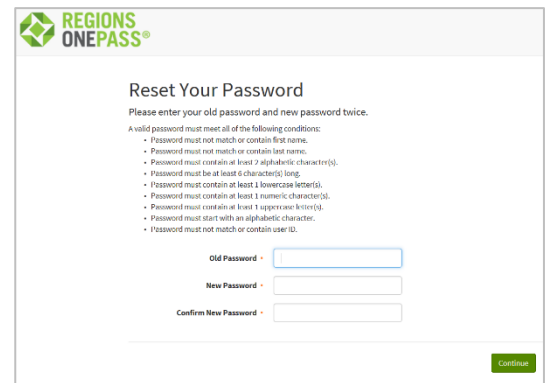 REGIONS
ONEPASS®
Reset Your Password
Please enter your old password and new password twice.
A valid password must meet all of the following conditions:
• Password must not match or contain first name.
• Password must not match or contain last name.
• Password must contain at least 2 alphabetic character(s).
• Password must be at least 6 character(s) long.
• Password must contain at least 1 lowercase letter(s).
• Password must contain at least 1 numeric character(s).
• Password must contain at least 1 uppercase letter(s).
• Password must start with an alphabetic character.
• Password must not match or contain user ID.
Old Password *
New Password *
Confirm New Password *
Continue